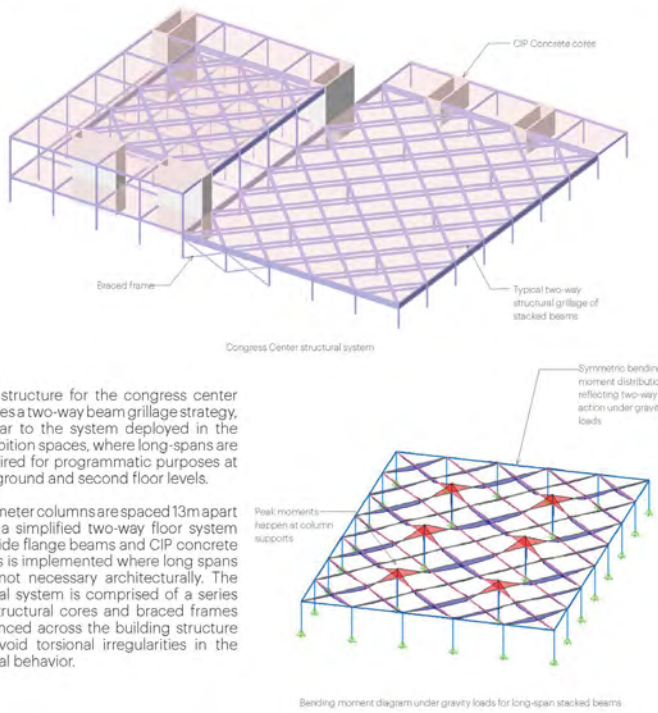 CIP Concrete cores
Braced frame
Typical two-way
structural grillage of
stacked beams
Congress Center structural system
structure for the congress center
es a two-way beam grillage strategy,
ar to the system deployed in the
bition spaces, where long-spans are
ired for programmatic purposes at
ground and second floor levels.
meter columns are spaced 13m apart
a simplified two-way floor system
ide flange beams and CIP concrete
s is implemented where long spans
not necessary architecturally. The
al system is comprised of a series
tructural cores and braced frames
nced across the building structure
void torsional irregularities in the
al behavior.
Symmetric bending
moment distributio
reflecting two-way
action under gravit
loads
Peak moments
happen at column
supports
Bending moment diagram under gravity loads for long-span stacked beams